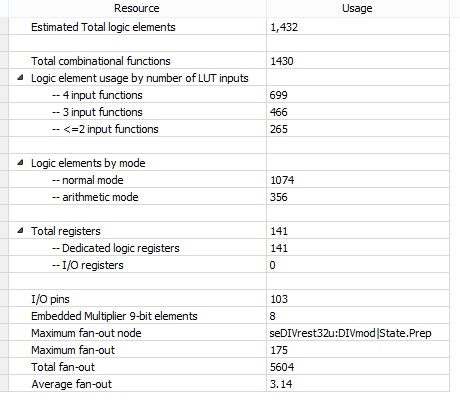 Resource Usage
Estimated Total logic elements 1,432
Total combinational functions 1430
Logic element usage by number of LUT inputs
-- 4 input functions 699
-- 3 input functions 466
-- <=2 input functions 265
Logic elements by mode
-- normal mode 1074
-- arithmetic mode 356
Total registers 141
-- Dedicated logic registers 141
-- I/O registers 0
I/O pins 103
Embedded Multiplier 9-bit elements 8
Maximum fan-out node seDIVrest32u:DIVmod|State.Prep
Maximum fan-out 175
Total fan-out 5604
Average fan-out 3.14